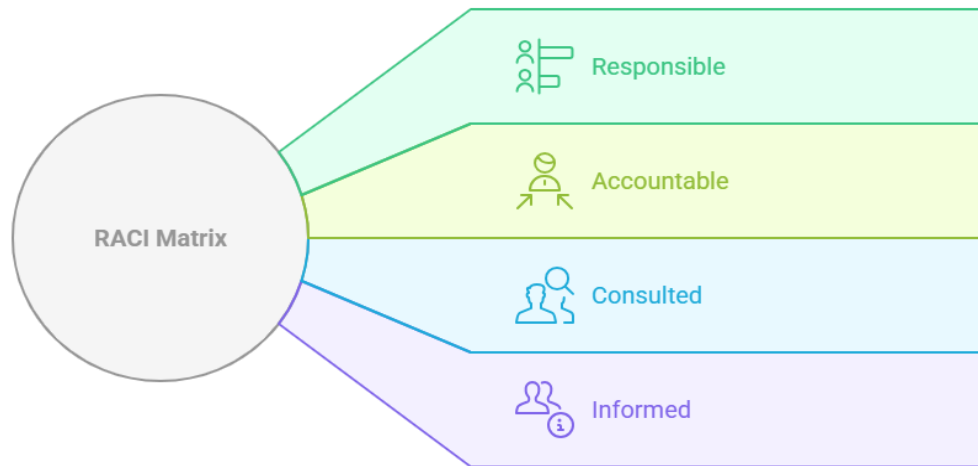 RACI Matrix
Responsible
Accountable
Consulted
Informed